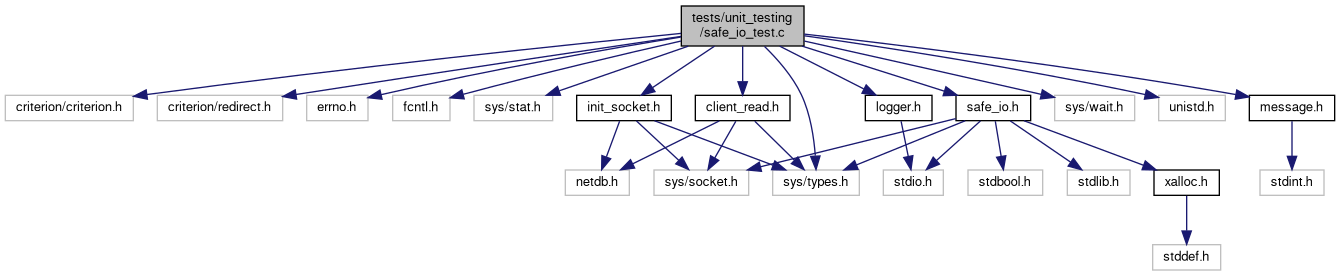 tests/unit_testing
/safe_io_test.c
criterion/criterion.h
criterion/redirect.h
errno.h
fcntl.h
sys/stat.h
init_socket.h
client_read.h
logger.h
safe_io.h
sys/wait.h
unistd.h
message.h
netdb.h
sys/socket.h
sys/types.h
stdio.h
stdbool.h
stdlib.h
xalloc.h
stdint.h
stddef.h